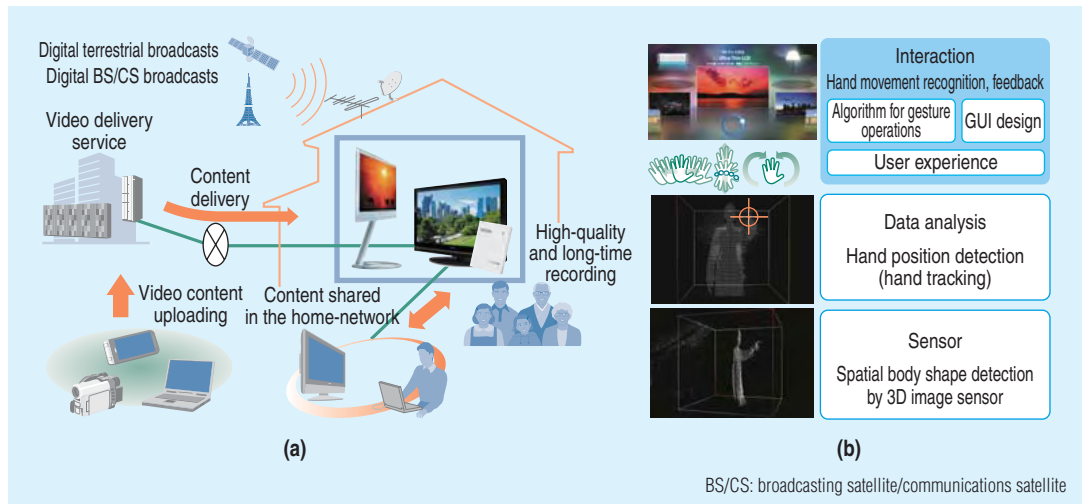 Digital terrestrial broadcasts
Digital BS/CS broadcasts
Video delivery
service
Content
delivery
High-quality
and long-time
recording
Video content
uploading
Content shared
in the home-network
(a)
Interaction
Hand movement recognition, feedback
Algorithm for gesture
operations
GUI design
User experience
Data analysis
Hand position detection
(hand tracking)
Sensor
Spatial body shape detection
by 3D image sensor
(b)
BS/CS: broadcasting satellite/communications satellite